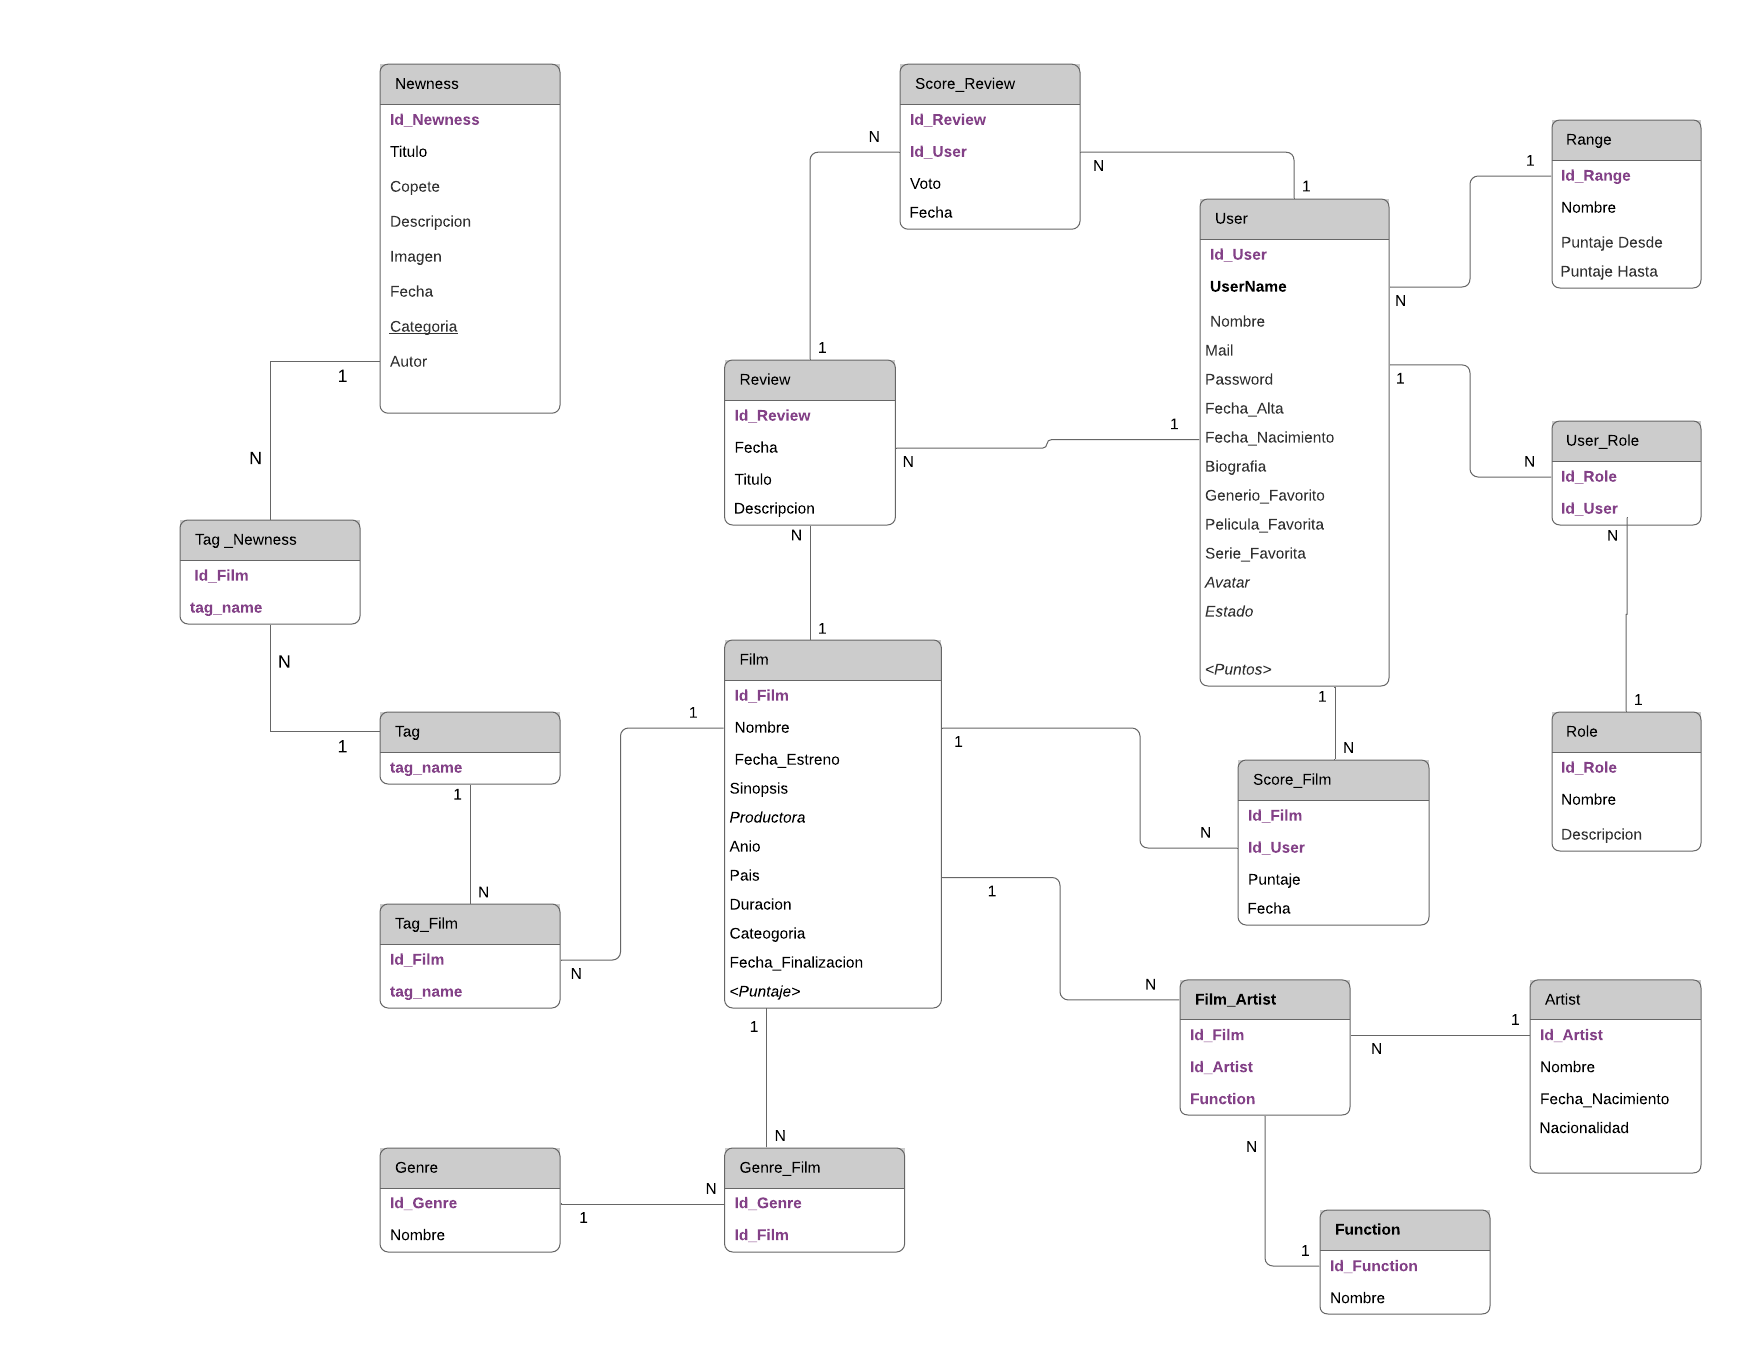 Newness
Id_Newness
Titulo
Copete
Descripcion
Imagen
Fecha
Categoria
Autor
1
N
Tag _Newness
Id_Film
tag_name
N
1
Tag
tag_name
1
N
Tag_Film
Id_Film
tag_name
N
1
Score_Review
Id_Review
Id_User
Voto
Fecha
N
N
1
1
Review
Id_Review
Fecha
Titulo
Descripcion
N
1
N
1
User
Id_User
UserName
Nombre
Mail
Password
Fecha_Alta
Fecha_Nacimiento
Biografia
Generio_Favorito
Pelicula_Favorita
Serie_Favorita
Avatar
Estado
<Puntos>
N
1
Range
Id_Range
Nombre
Puntaje Desde
Puntaje Hasta
1
N
User_Role
Id_Role
Id_User
N
1
Role
Id_Role
Nombre
Descripcion
1
N
Score_Film
Id_Film
Id_User
Puntaje
Fecha
N
1
Film
Id_Film
Nombre
Fecha_Estreno
Sinopsis
Productora
Anio
Pais
Duracion
Cateogoria
Fecha_Finalizacion
<Puntaje>
1
N
1
N
Film_Artist
Id_Film
Id_Artist
Function
N
1
Artist
Id_Artist
Nombre
Fecha_Nacimiento
Nacionalidad
N
1
Function
Id_Function
Nombre
Genre
Id_Genre
Nombre
1
N
Genre_Film
Id_Genre
Id_Film